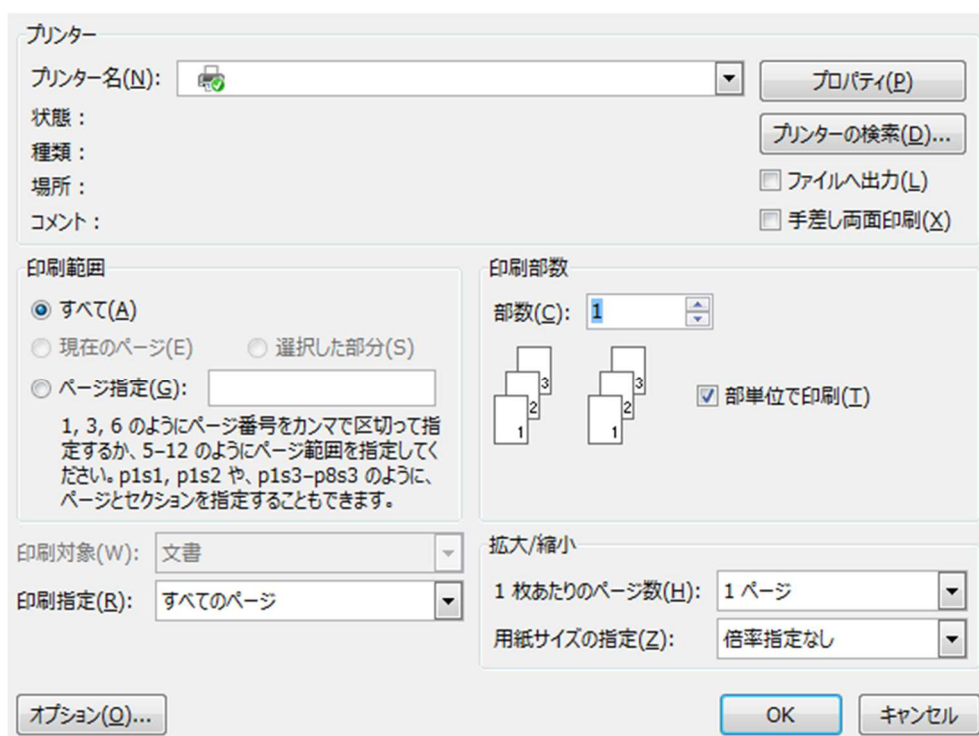 プリンター
プリンター名(N):
プロパティ(P)
状態：
プリンターの検索(D)...
種類：
場所：
ファイルへ出力(L)
コメント：
手差し両面印刷(X)
印刷範囲
すべて(A)
現在のページ(E)
選択した部分(S)
ページ指定(G):
1, 3, 6 のようにページ番号をカンマで区切って指
定するか、5–12 のようにページ範囲を指定してく
ださい。p1s1, p1s2 や、p1s3–p8s3 のように、
ページとセクションを指定することもできます。
印刷部数
部数(C):
1
3
2
1
3
2
1
部単位で印刷(T)
印刷対象(W):
文書
印刷指定(R):
すべてのページ
拡大/縮小
1 枚あたりのページ数(H):
1 ページ
用紙サイズの指定(Z):
倍率指定なし
オプション(O)...
OK
キャンセル